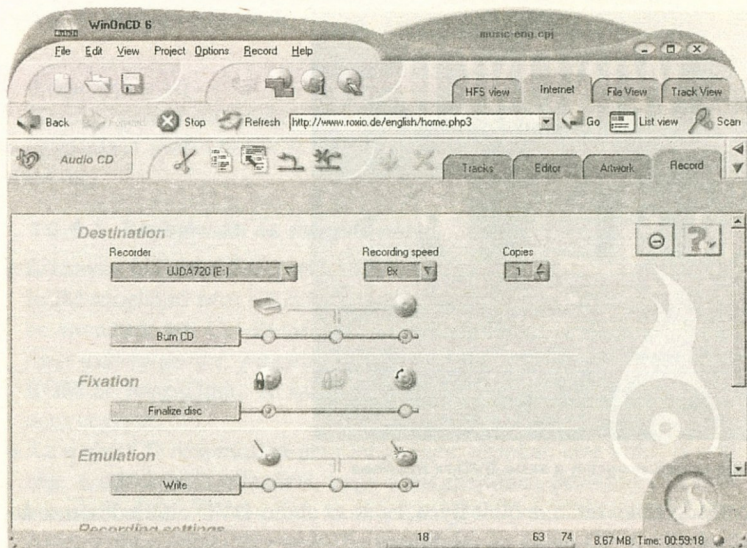 WinOnCD 6
music-eng.cpj
File Edit View Project Options Record Help
HFS view Internet File View Track View
Back Forward Stop Refresh http://www.roxio.de/english/home.php3 Go List view Scan
Audio CD Tracks Editor Artwork Record
Destination
Recorder Recording speed Copies
UJDA720 (E:) 8x 1
Burn CD
Fixation
Finalize disc
Emulation
Write
Recording settings
18 63 74 8.67 MB, Time: 00:59:18